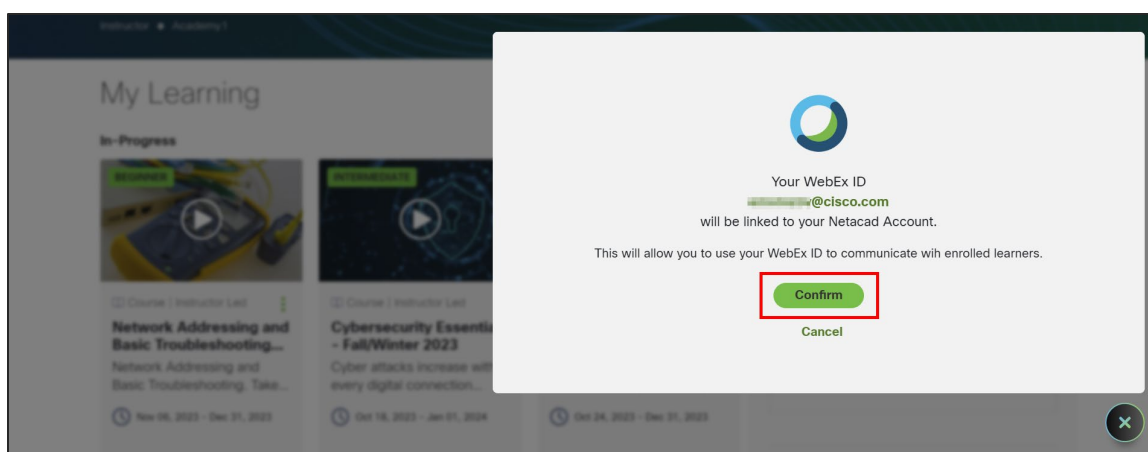 Instructor ● Academy1
My Learning
In-Progress
BEGINNER
INTERMEDIATE
Course | Instructor Led
Network Addressing and
Basic Troubleshooting...
Network Addressing and
Basic Troubleshooting. Take...
Nov 06, 2023 - Dec 31, 2023
Course | Instructor Led
Cybersecurity Essentia
- Fall/Winter 2023
Cyber attacks increase with
every digital connection...
Oct 18, 2023 - Jan 01, 2024
Oct 24, 2023 - Dec 31, 2023
Your WebEx ID
@cisco.com
will be linked to your Netacad Account.
This will allow you to use your WebEx ID to communicate wih enrolled learners.
Confirm
Cancel